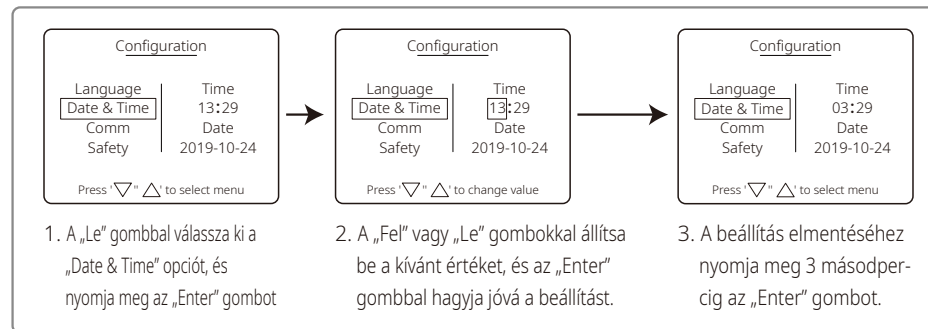 Configuration
Language
Date & Time
Comm
Safety
Time
13:29
Date
2019-10-24
Press '▽" △' to select menu
1. A „Le" gombbal válassza ki a
„Date & Time" opciót, és
nyomja meg az „Enter" gombot
Configuration
Language
Date & Time
Comm
Safety
Time
13:29
Date
2019-10-24
Press '▽" △' to change value
2. A „Fel" vagy „Le" gombokkal állítsa
be a kívánt értéket, és az „Enter"
gombbal hagyja jóvá a beállítást.
Configuration
Language
Date & Time
Comm
Safety
Time
03:29
Date
2019-10-24
Press '▽" △' to select menu
3. A beállítás elmentéséhez
nyomja meg 3 másodper-
cig az „Enter" gombot.